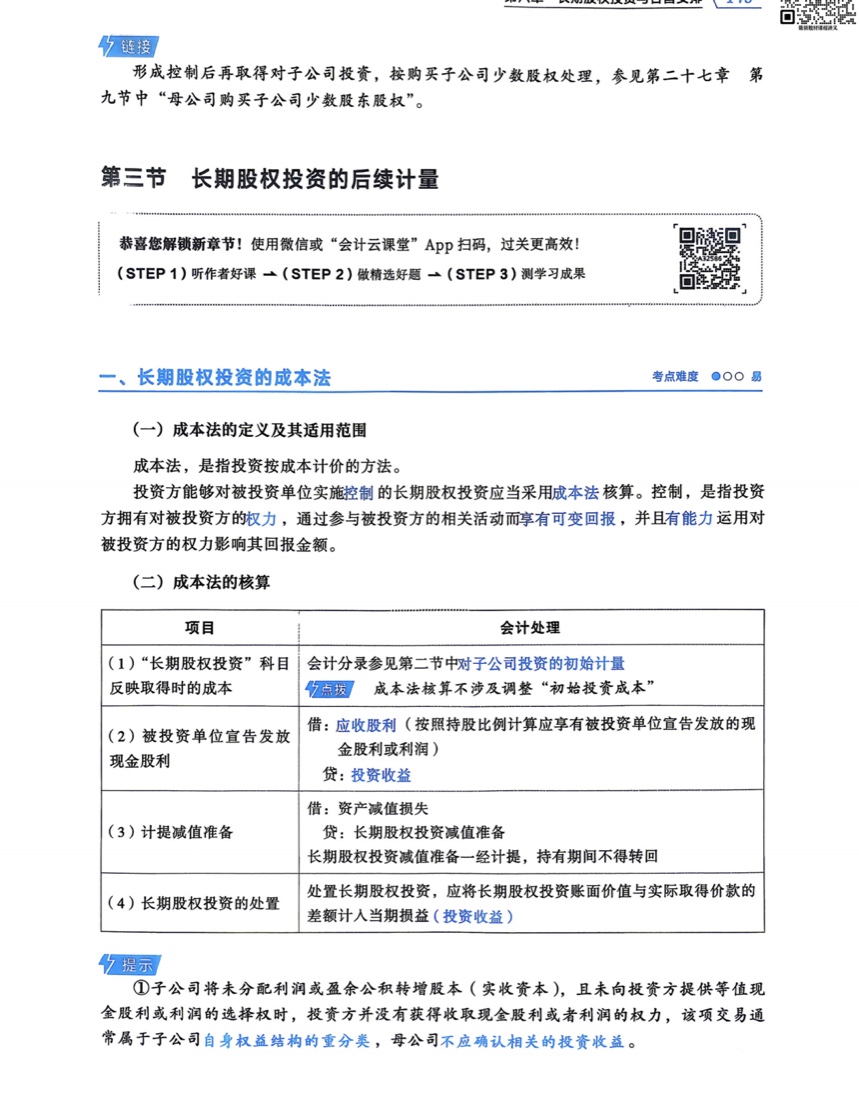 链接
形成控制后再取得对子公司投资，按购买子公司少数股权处理，参见第二十七章 第
九节中“母公司购买子公司少数股东股权”。
第三节 长期股权投资的后续计量
恭喜您解锁新章节！使用微信或“会计云课堂”App 扫码，过关更高效！
（STEP 1）听作者好课 →（STEP 2）做精选好题 →（STEP 3）测学习成果
一、长期股权投资的成本法 考点难度 ●○○ 易
（一）成本法的定义及其适用范围
成本法，是指投资按成本计价的方法。
投资方能够对被投资单位实施控制的长期股权投资应当采用成本法核算。控制，是指投资
方拥有对被投资方的权力，通过参与被投资方的相关活动而享有可变回报，并且有能力运用对
被投资方的权力影响其回报金额。
（二）成本法的核算
项目 会计处理
（1）“长期股权投资”科目 会计分录参见第二节中对子公司投资的初始计量
反映取得时的成本 点拨 成本法核算不涉及调整“初始投资成本”
（2）被投资单位宣告发放
现金股利
借：应收股利（按照持股比例计算应享有被投资单位宣告发放的现
金股利或利润）
贷：投资收益
（3）计提减值准备
借：资产减值损失
贷：长期股权投资减值准备
长期股权投资减值准备一经计提，持有期间不得转回
（4）长期股权投资的处置
处置长期股权投资，应将长期股权投资账面价值与实际取得价款的
差额计入当期损益（投资收益）
提示
①子公司将未分配利润或盈余公积转增股本（实收资本），且未向投资方提供等值现
金股利或利润的选择权时，投资方并没有获得收取现金股利或者利润的权力，该项交易通
常属于子公司自身权益结构的重分类，母公司不应确认相关的投资收益。